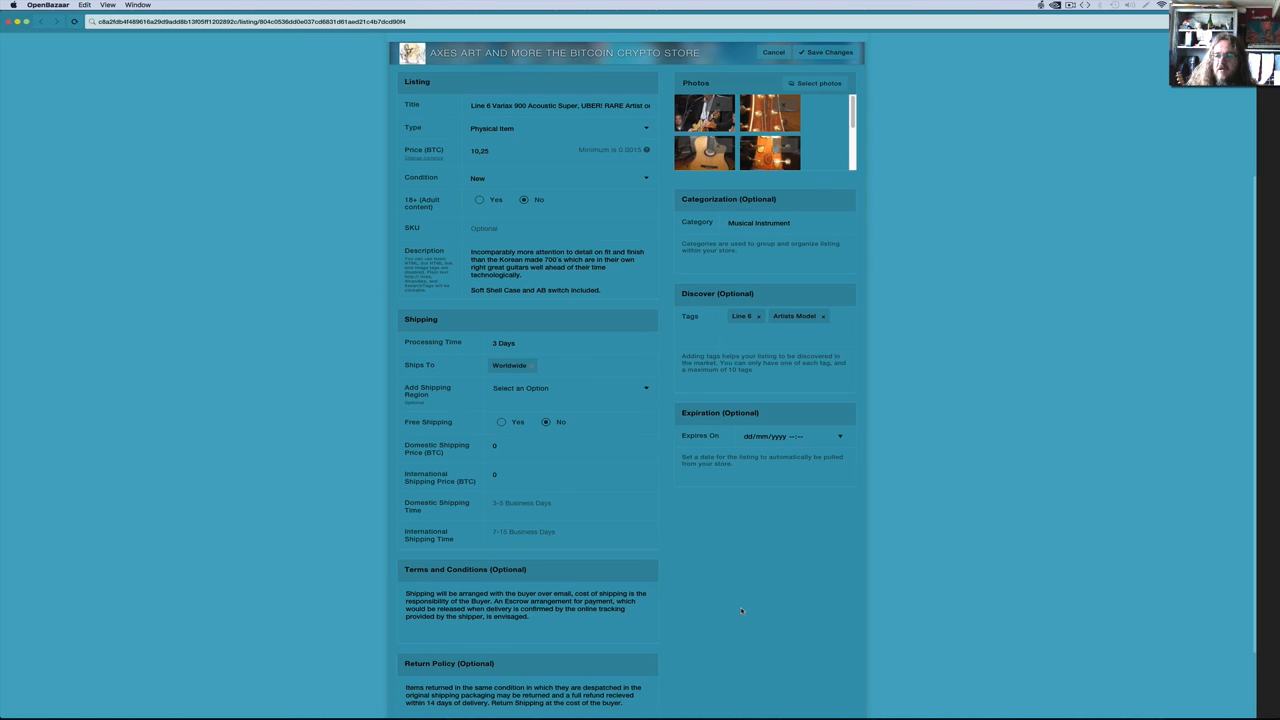 OpenBazaar Edit View Window
c8a2fdb4f489616a29d9add8b13f05ff1202892c/listing/804c0536dd0e037cd6831d61aed21c4b7dcd90f4
AXES ART AND MORE THE BITCOIN CRYPTO STORE
Cancel
Save Changes
Listing
Title
Line 6 Variax 900 Acoustic Super, UBER! RARE Artist o
Type
Physical Item
Price (BTC)
Change currency
10,25
Minimum is 0.0015
Condition
New
18+ (Adult
content)
Yes
No
SKU
Optional
Description
Incomparably more attention to detail on fit and finish
than the Korean made 700's which are in their own
right great guitars well ahead of their time
technologically.
Soft Shell Case and AB switch included.
Shipping
Processing Time
3 Days
Ships To
Worldwide
Add Shipping
Region
Optional
Select an Option
Free Shipping
Yes
No
Domestic Shipping
Price (BTC)
0
International
Shipping Price (BTC)
0
Domestic Shipping
Time
3-5 Business Days
International
Shipping Time
7-15 Business Days
Terms and Conditions (Optional)
Shipping will be arranged with the buyer over email, cost of shipping is the
responsibility of the Buyer. An Escrow arrangement for payment, which
would be released when delivery is confirmed by the online tracking
provided by the shipper, is envisaged.
Return Policy (Optional)
Items returned in the same condition in which they are despatched in the
original shipping packaging may be returned and a full refund recieved
within 14 days of delivery. Return Shipping at the cost of the buyer.
Photos
Select photos
Categorization (Optional)
Category
Musical Instrument
Categories are used to group and organize listing
within your store.
Discover (Optional)
Tags
Line 6 ×
Artists Model ×
Adding tags helps your listing to be discovered in
the market. You can only have one of each tag, and
a maximum of 10 tags
Expiration (Optional)
Expires On
dd/mm/yyyy --:--
Set a date for the listing to automatically be pulled
from your store.